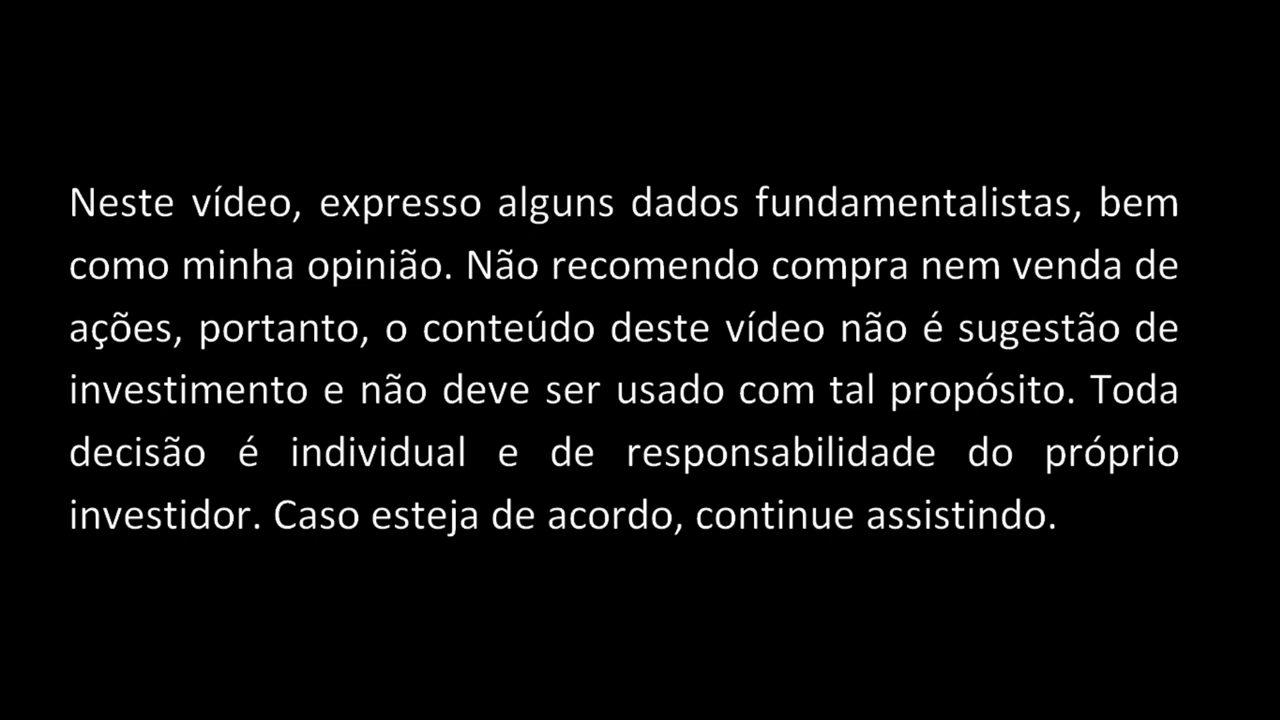 Neste vídeo, expresso alguns dados fundamentalistas, bem
como minha opinião. Não recomendo compra nem venda de
ações, portanto, o conteúdo deste vídeo não é sugestão de
investimento e não deve ser usado com tal propósito. Toda
decisão é individual e de responsabilidade do próprio
investidor. Caso esteja de acordo, continue assistindo.